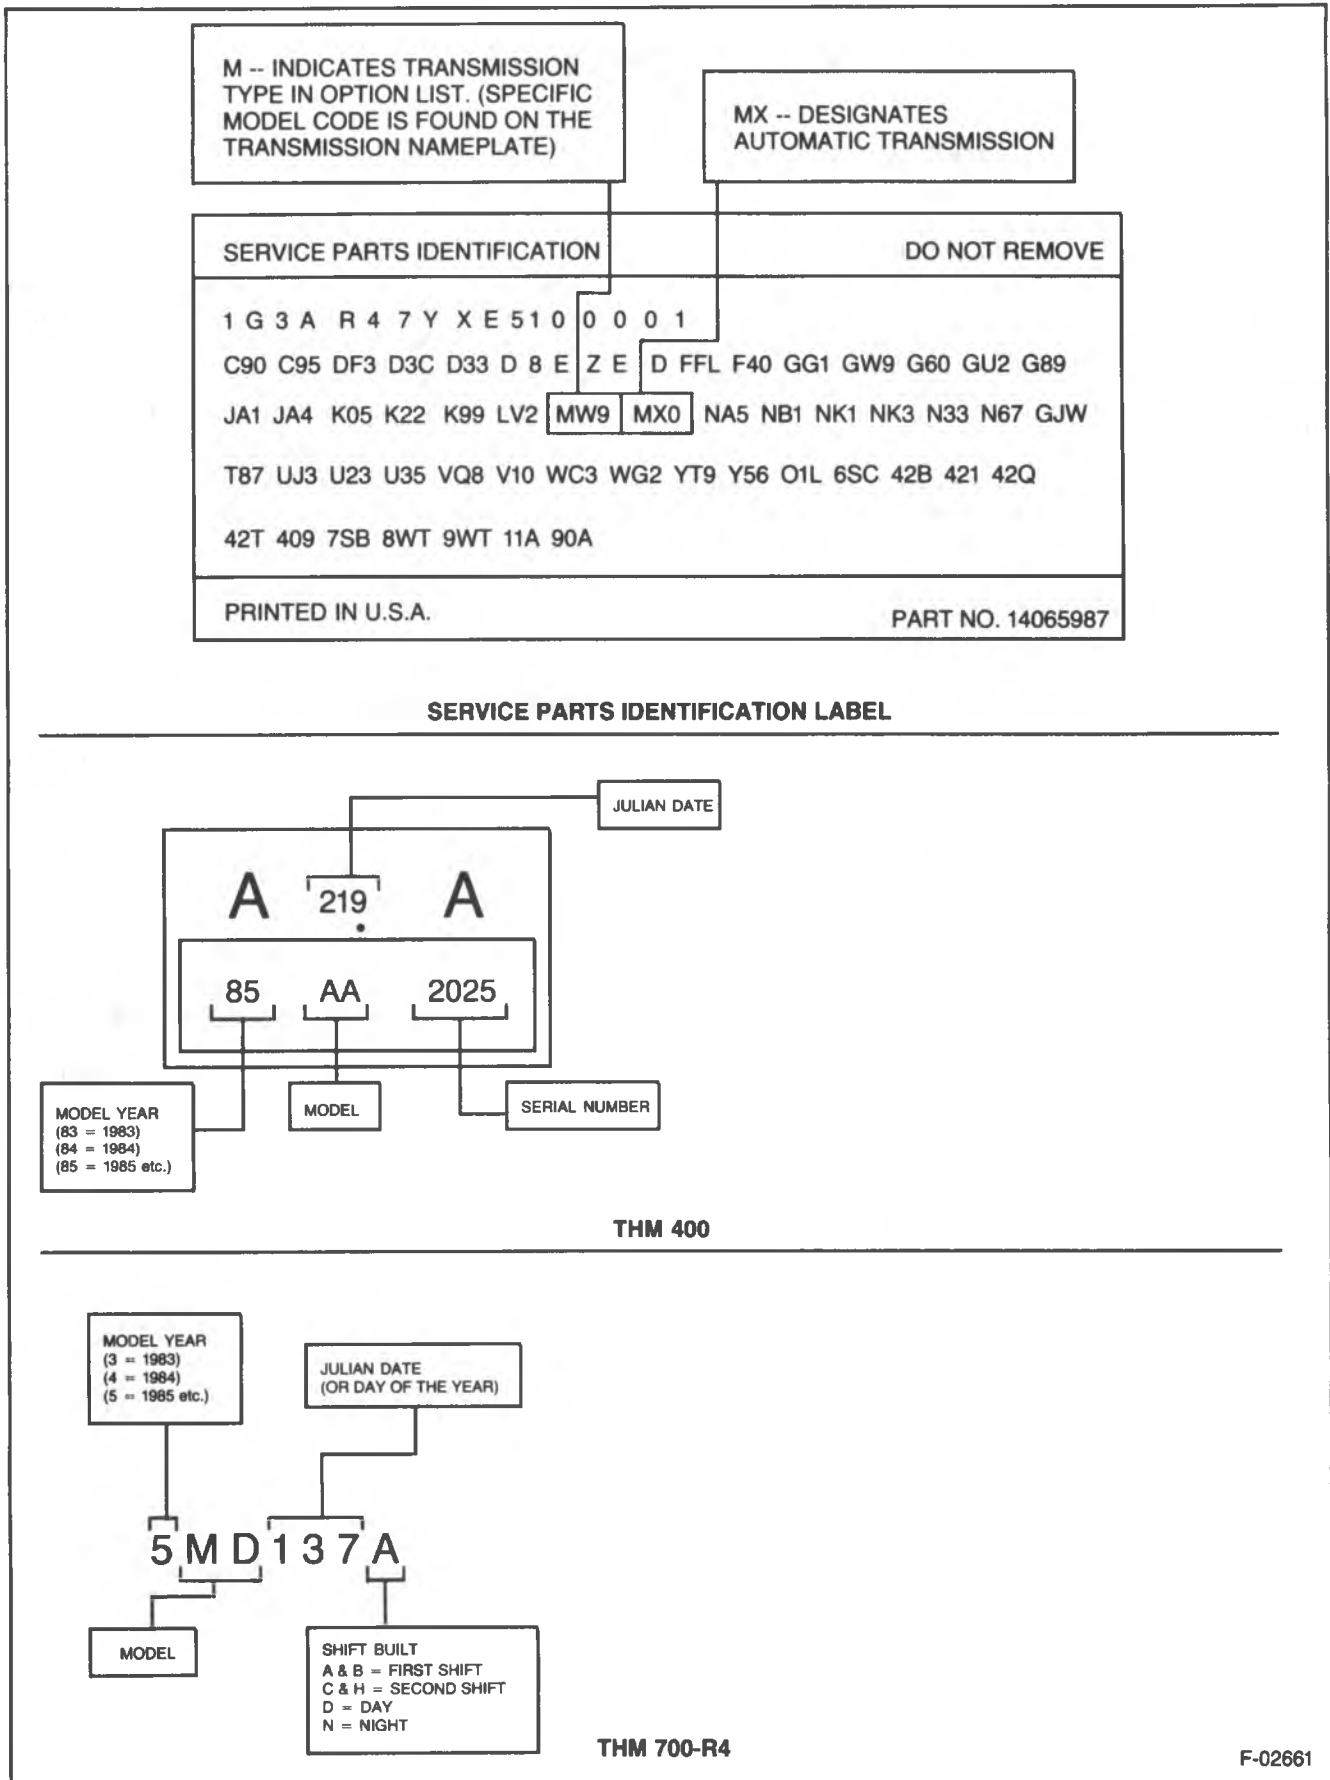 M -- INDICATES TRANSMISSION
TYPE IN OPTION LIST. (SPECIFIC
MODEL CODE IS FOUND ON THE
TRANSMISSION NAMEPLATE)
MX -- DESIGNATES
AUTOMATIC TRANSMISSION
SERVICE PARTS IDENTIFICATION DO NOT REMOVE
1 G 3 A R 4 7 Y X E 5 1 0 0 0 0 1
C90 C95 DF3 D3C D33 D 8 E Z E D FFL F40 GG1 GW9 G60 GU2 G89
JA1 JA4 K05 K22 K99 LV2 MW9 MX0 NA5 NB1 NK1 NK3 N33 N67 GJW
T87 UJ3 U23 U35 VQ8 V10 WC3 WG2 YT9 Y56 O1L 6SC 42B 421 42Q
42T 409 7SB 8WT 9WT 11A 90A
PRINTED IN U.S.A. PART NO. 14065987
SERVICE PARTS IDENTIFICATION LABEL
JULIAN DATE
A 219 A
85 AA 2025
MODEL YEAR
(83 = 1983)
(84 = 1984)
(85 = 1985 etc.)
MODEL
SERIAL NUMBER
THM 400
MODEL YEAR
(3 = 1983)
(4 = 1984)
(5 = 1985 etc.)
JULIAN DATE
(OR DAY OF THE YEAR)
5 M D 1 3 7 A
MODEL
SHIFT BUILT
A & B = FIRST SHIFT
C & H = SECOND SHIFT
D = DAY
N = NIGHT
THM 700-R4
F-02661